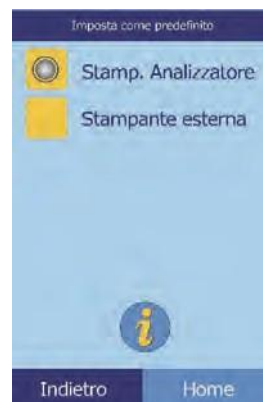 Imposta come predefinito
Stamp. Analizzatore
Stampante esterna
i
Indietro Home